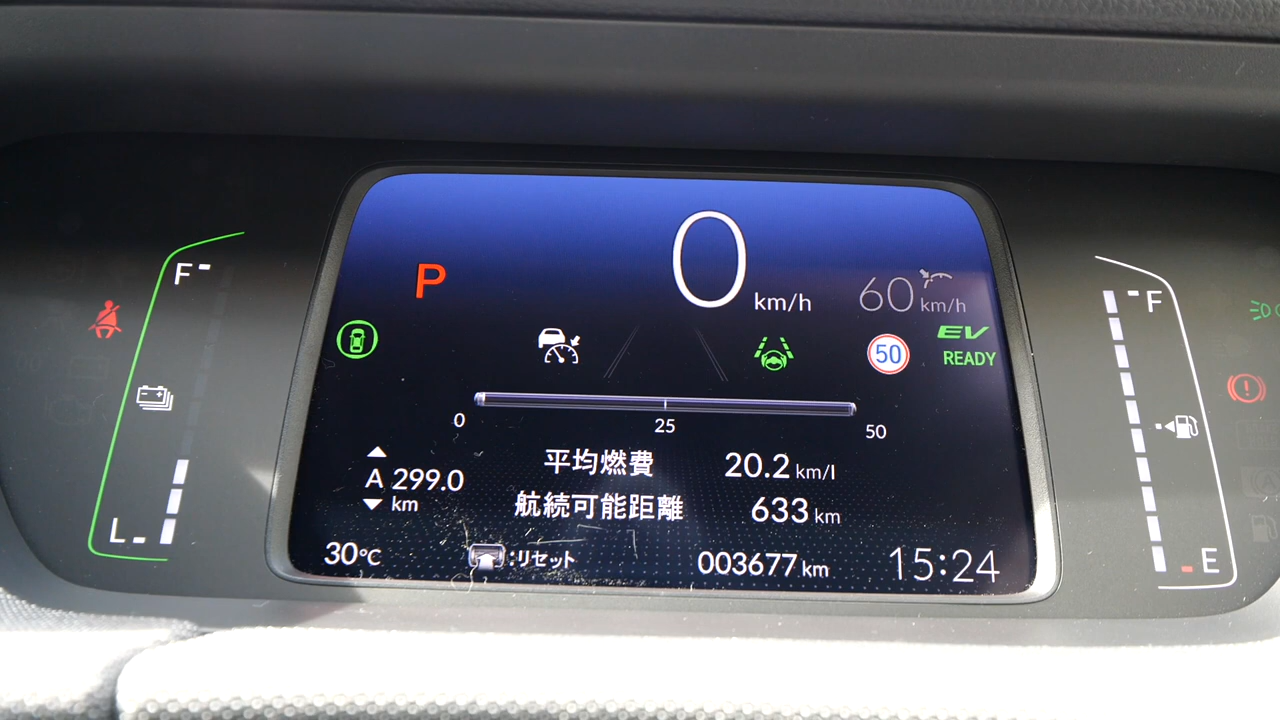 0 km/h
P
60 km/h
F
F
EV
READY
50
0
25
50
A 299.0
km
平均燃費 20.2 km/l
航続可能距離 633 km
L
E
30℃
:リセット
003677 km
15:24